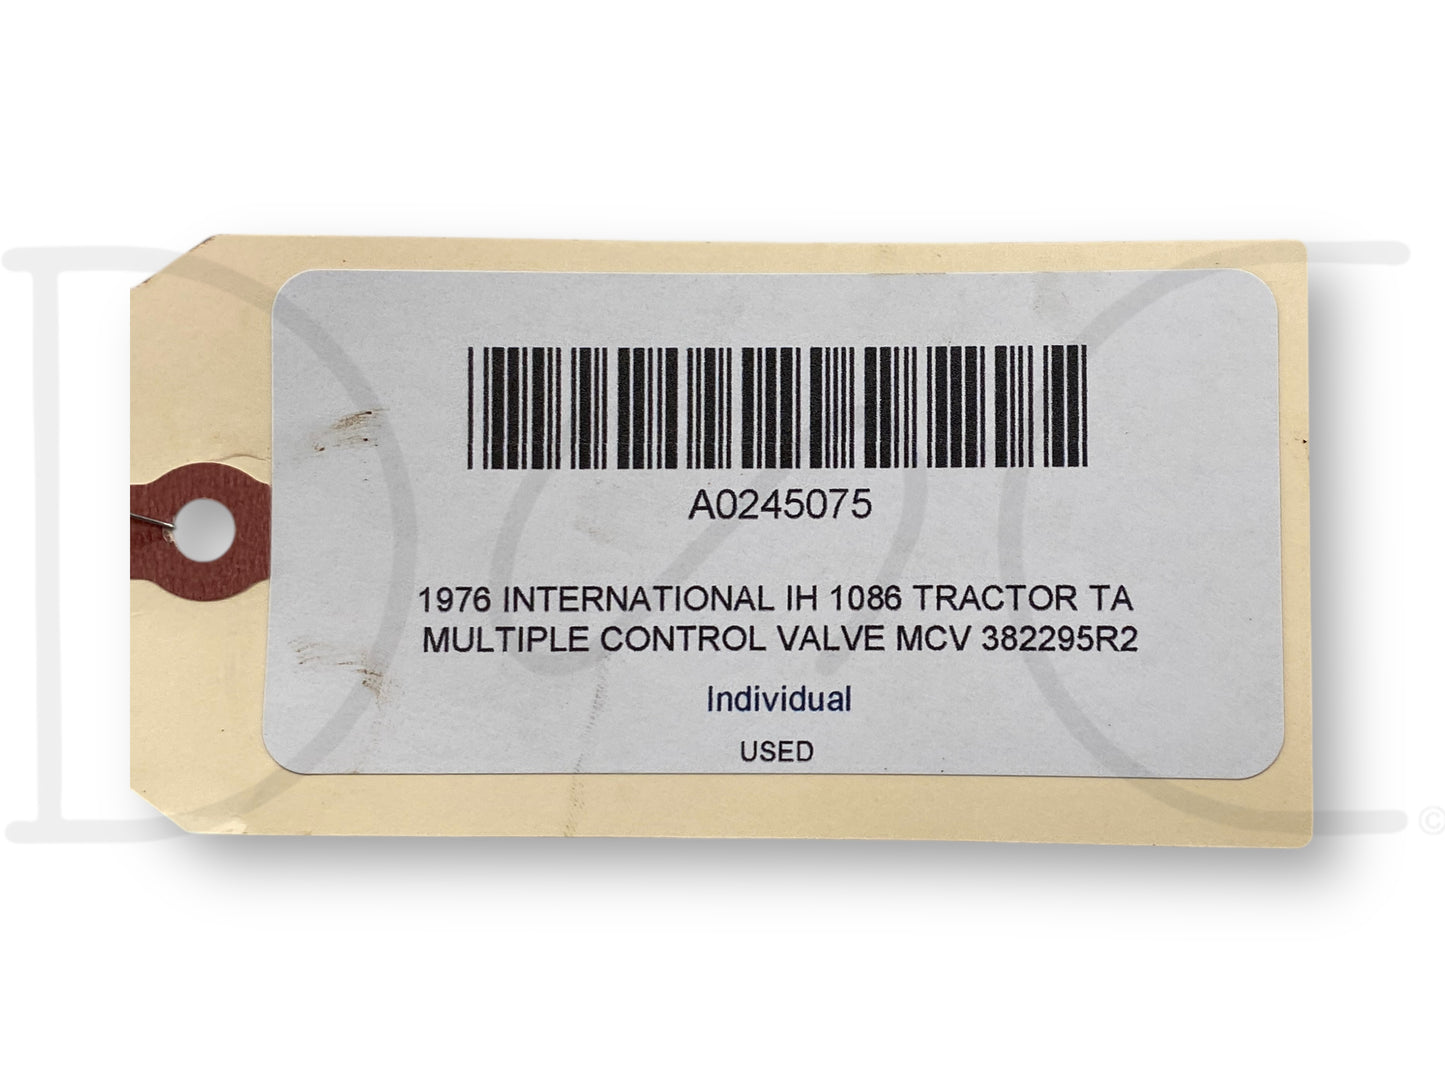 A0245075
1976 INTERNATIONAL IH 1086 TRACTOR TA
MULTIPLE CONTROL VALVE MCV 382295R2
Individual
USED
©